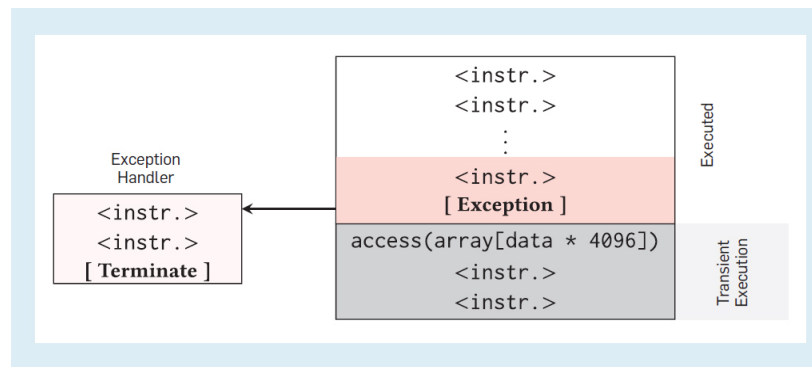 <instr.>
<instr.>
⋮
<instr.>
[ Exception ]
access(array[data * 4096])
<instr.>
<instr.>
Executed
Transient
Execution
Exception
Handler
<instr.>
<instr.>
[ Terminate ]